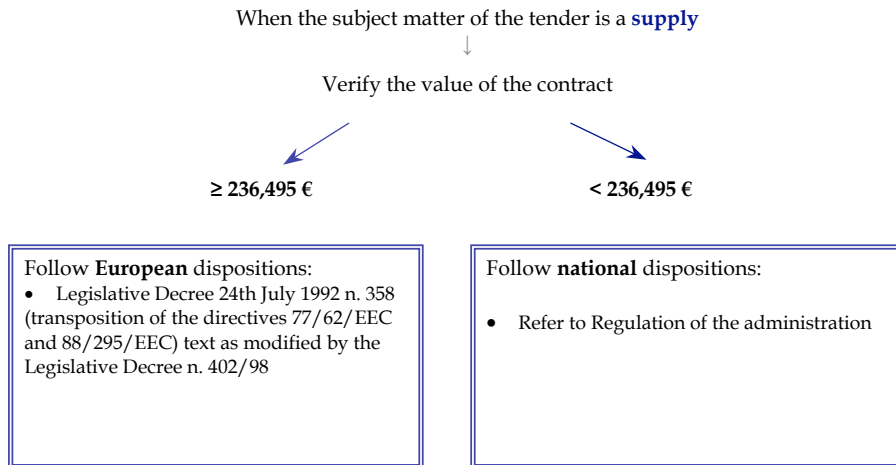 When the subject matter of the tender is a supply
↓
Verify the value of the contract
≥ 236,495 €
< 236,495 €
Follow European dispositions:
• Legislative Decree 24th July 1992 n. 358
(transposition of the directives 77/62/EEC
and 88/295/EEC) text as modified by the
Legislative Decree n. 402/98
Follow national dispositions:
• Refer to Regulation of the administration